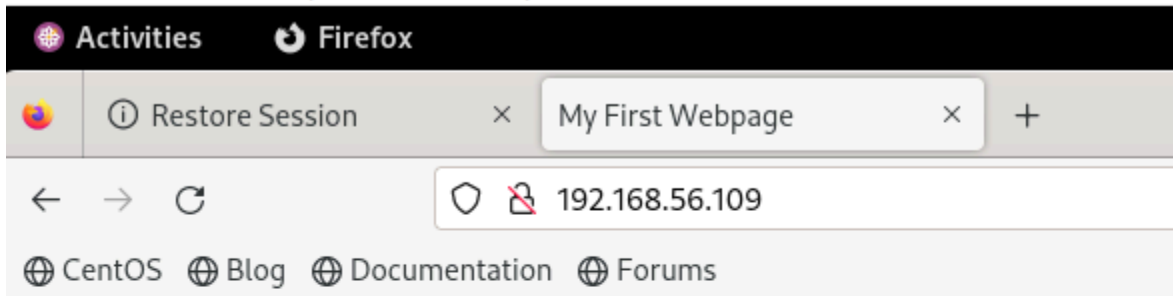 Activities Firefox
Restore Session My First Webpage
192.168.56.109
CentOS Blog Documentation Forums